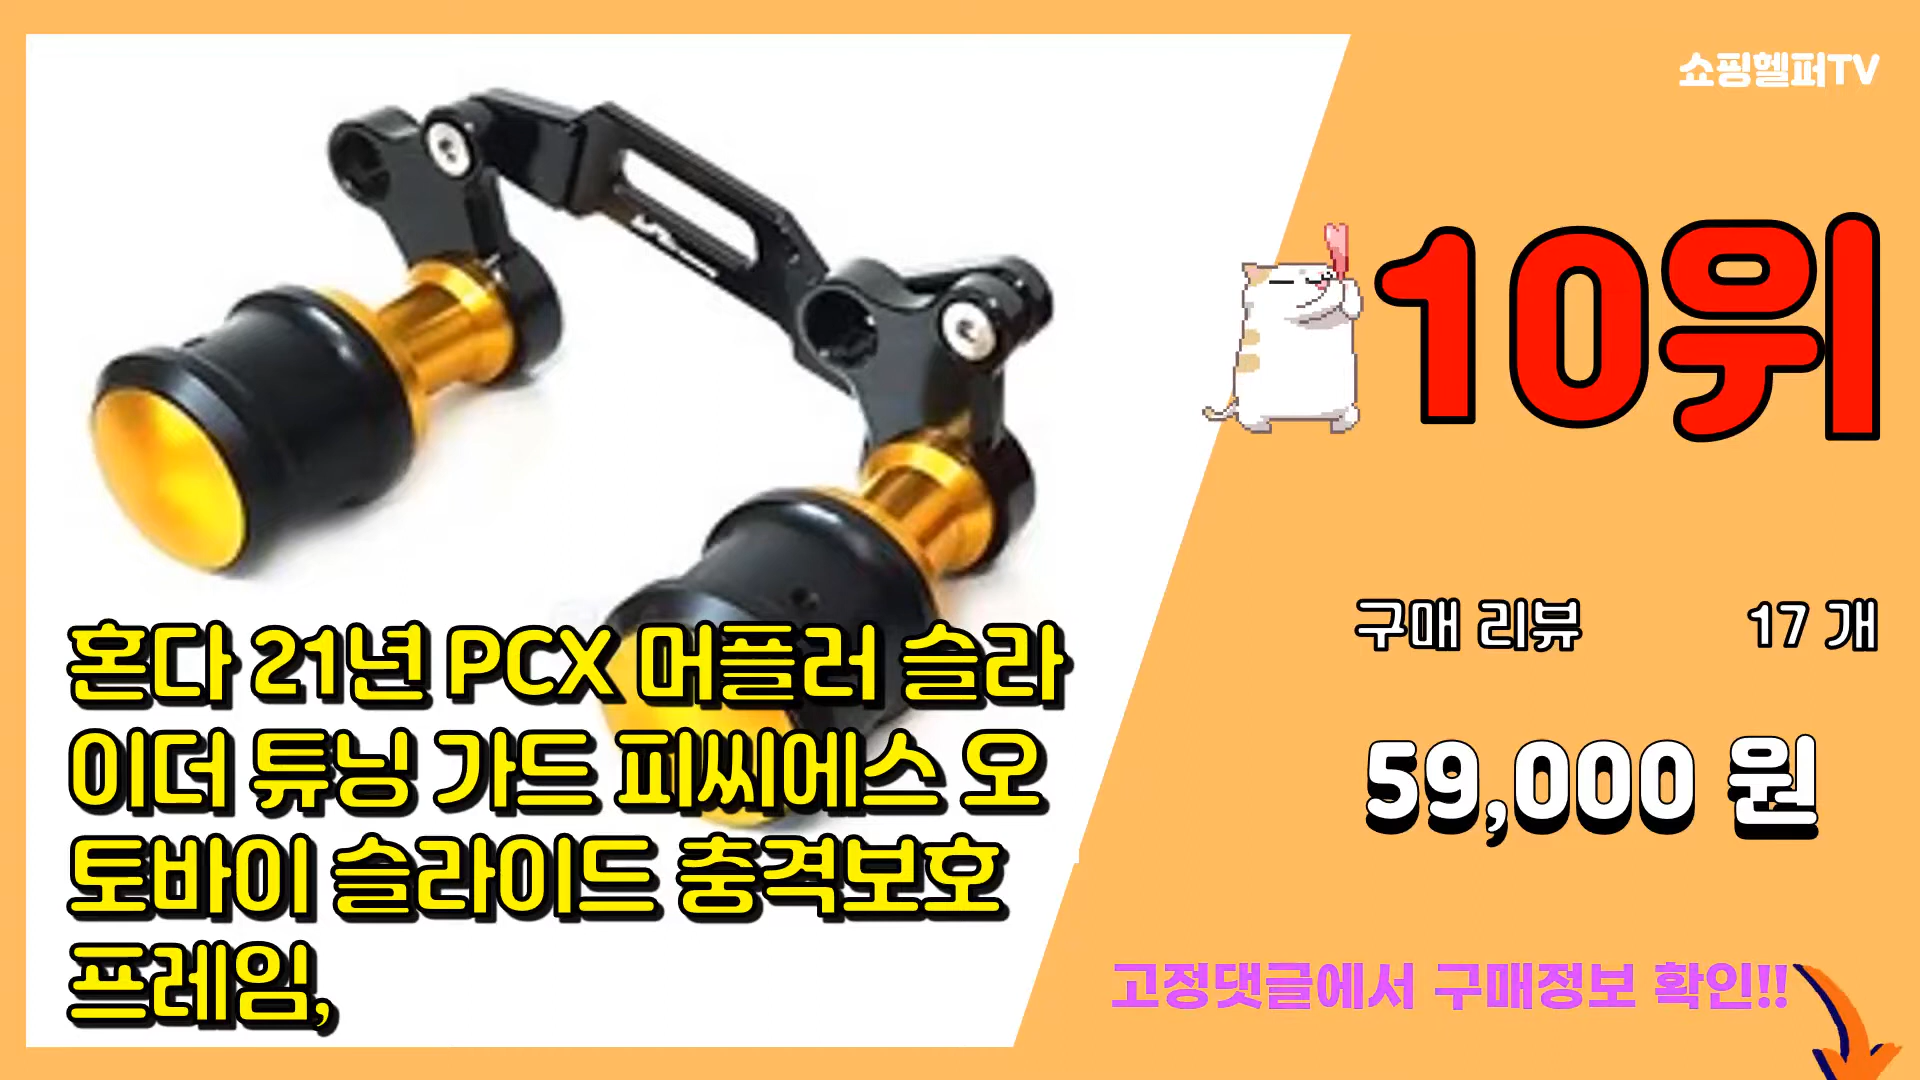 쇼핑헬퍼TV
10위
구매 리뷰 17 개
59,000 원
혼다 21년 PCX 머플러 슬라
이더 튜닝 가드 피씨에스 오
토바이 슬라이드 충격보호
프레임,
고정댓글에서 구매정보 확인!!